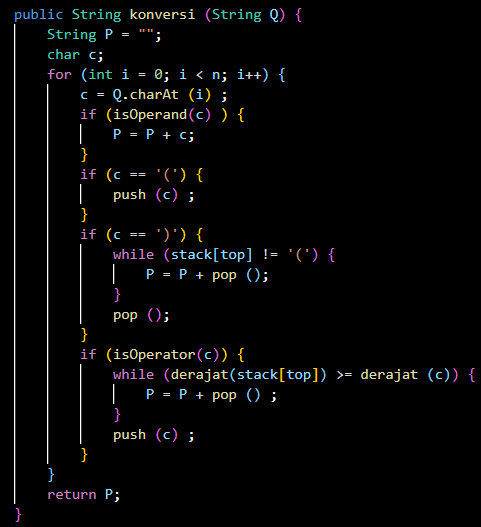 public String konversi (String Q) {
    String P = "";
    char c;
    for (int i = 0; i < n; i++) {
        c = Q.charAt (i) ;
        if (isOperand(c) ) {
            P = P + c;
        }
        if (c == '(') {
            push (c) ;
        }
        if (c == ')') {
            while (stack[top] != '(') {
                P = P + pop ();
            }
            pop ();
        }
        if (isOperator(c)) {
            while (derajat(stack[top]) >= derajat (c)) {
                P = P + pop () ;
            }
            push (c) ;
        }
    }
    return P;
}